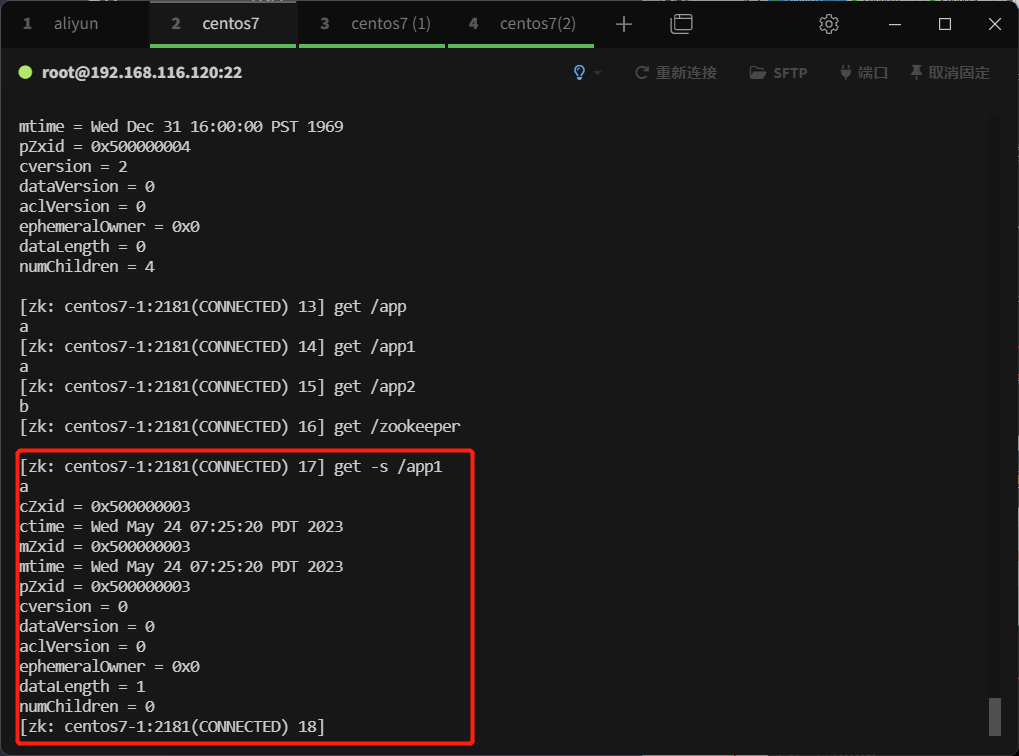 1 aliyun 2 centos7 3 centos7 (1) 4 centos7(2)
root@192.168.116.120:22 重新连接 SFTP 端口 取消固定
mtime = Wed Dec 31 16:00:00 PST 1969
pZxid = 0x500000004
cversion = 2
dataVersion = 0
aclVersion = 0
ephemeralOwner = 0x0
dataLength = 0
numChildren = 4
[zk: centos7-1:2181(CONNECTED) 13] get /app
a
[zk: centos7-1:2181(CONNECTED) 14] get /app1
a
[zk: centos7-1:2181(CONNECTED) 15] get /app2
b
[zk: centos7-1:2181(CONNECTED) 16] get /zookeeper
[zk: centos7-1:2181(CONNECTED) 17] get -s /app1
a
cZxid = 0x500000003
ctime = Wed May 24 07:25:20 PDT 2023
mZxid = 0x500000003
mtime = Wed May 24 07:25:20 PDT 2023
pZxid = 0x500000003
cversion = 0
dataVersion = 0
aclVersion = 0
ephemeralOwner = 0x0
dataLength = 1
numChildren = 0
[zk: centos7-1:2181(CONNECTED) 18]